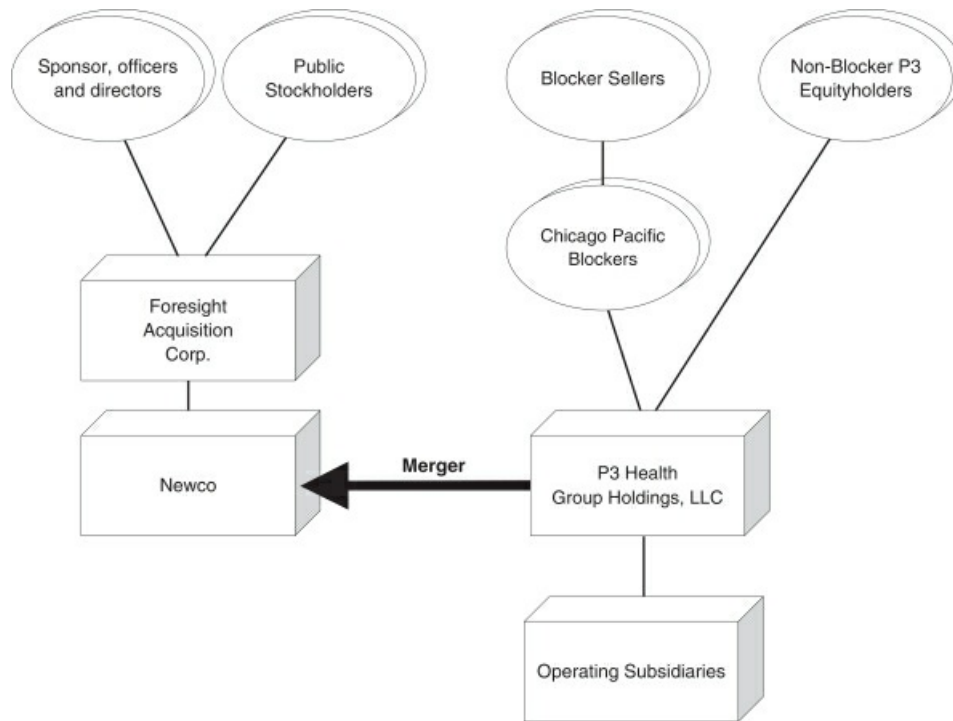 Sponsor, officers
and directors
Public
Stockholders
Blocker Sellers
Non-Blocker P3
Equityholders
Chicago Pacific
Blockers
Foresight
Acquisition
Corp.
Newco
Merger
P3 Health
Group Holdings, LLC
Operating Subsidiaries